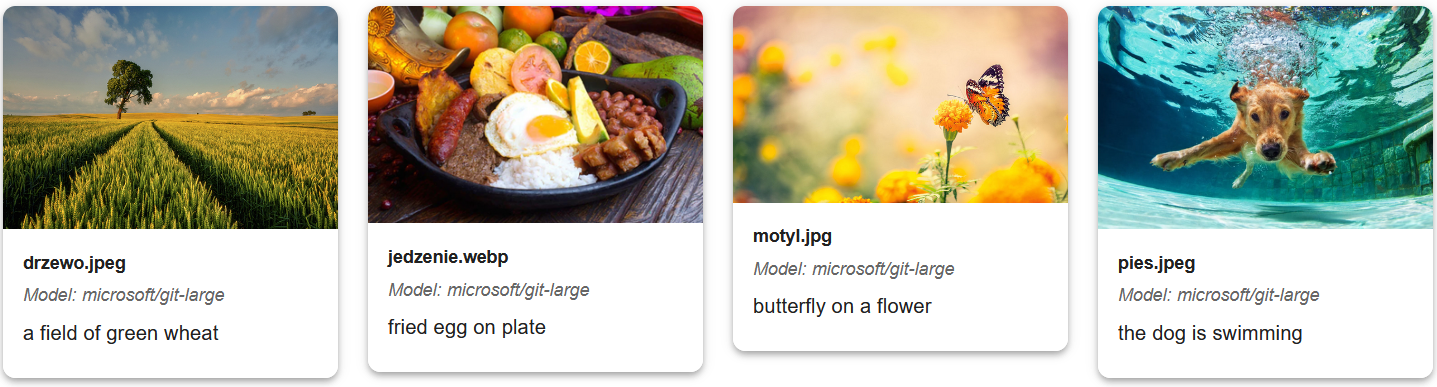 drzewo.jpeg
Model: microsoft/git-large
a field of green wheat
jedzenie.webp
Model: microsoft/git-large
fried egg on plate
motyl.jpg
Model: microsoft/git-large
butterfly on a flower
pies.jpeg
Model: microsoft/git-large
the dog is swimming